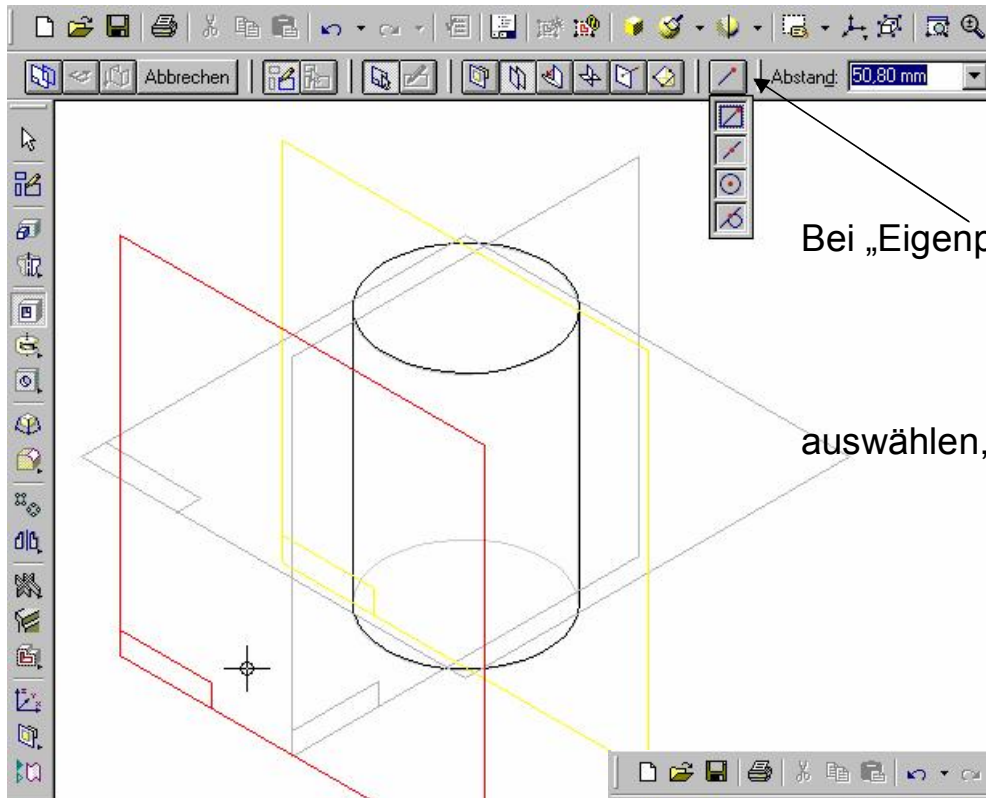 Abbrechen
Abstand:
50,80 mm
Bei „Eigenp
auswählen,